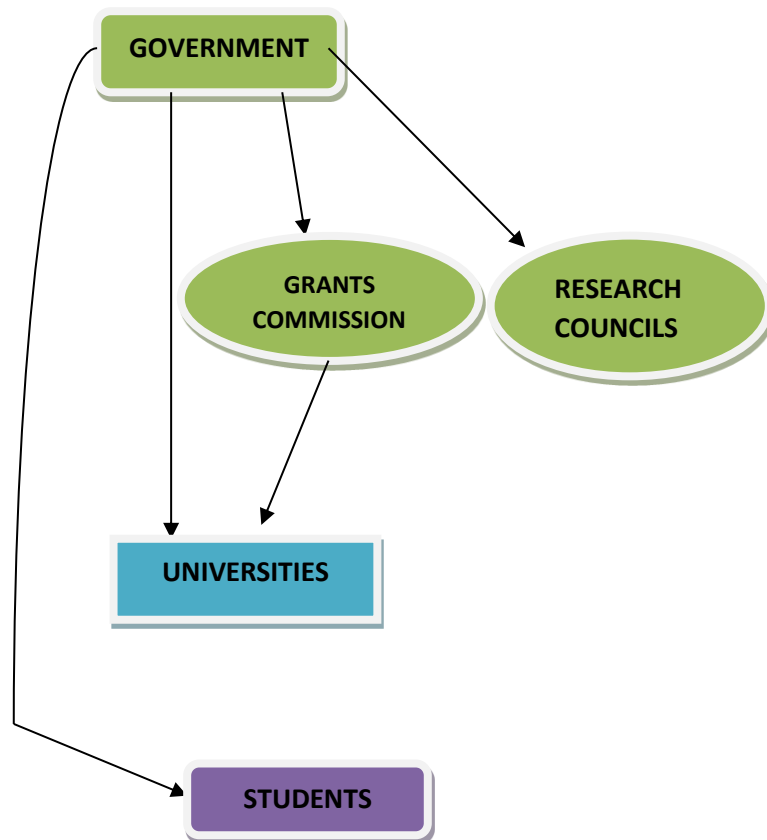 GOVERNMENT
GRANTS
COMMISSION
RESEARCH
COUNCILS
UNIVERSITIES
STUDENTS